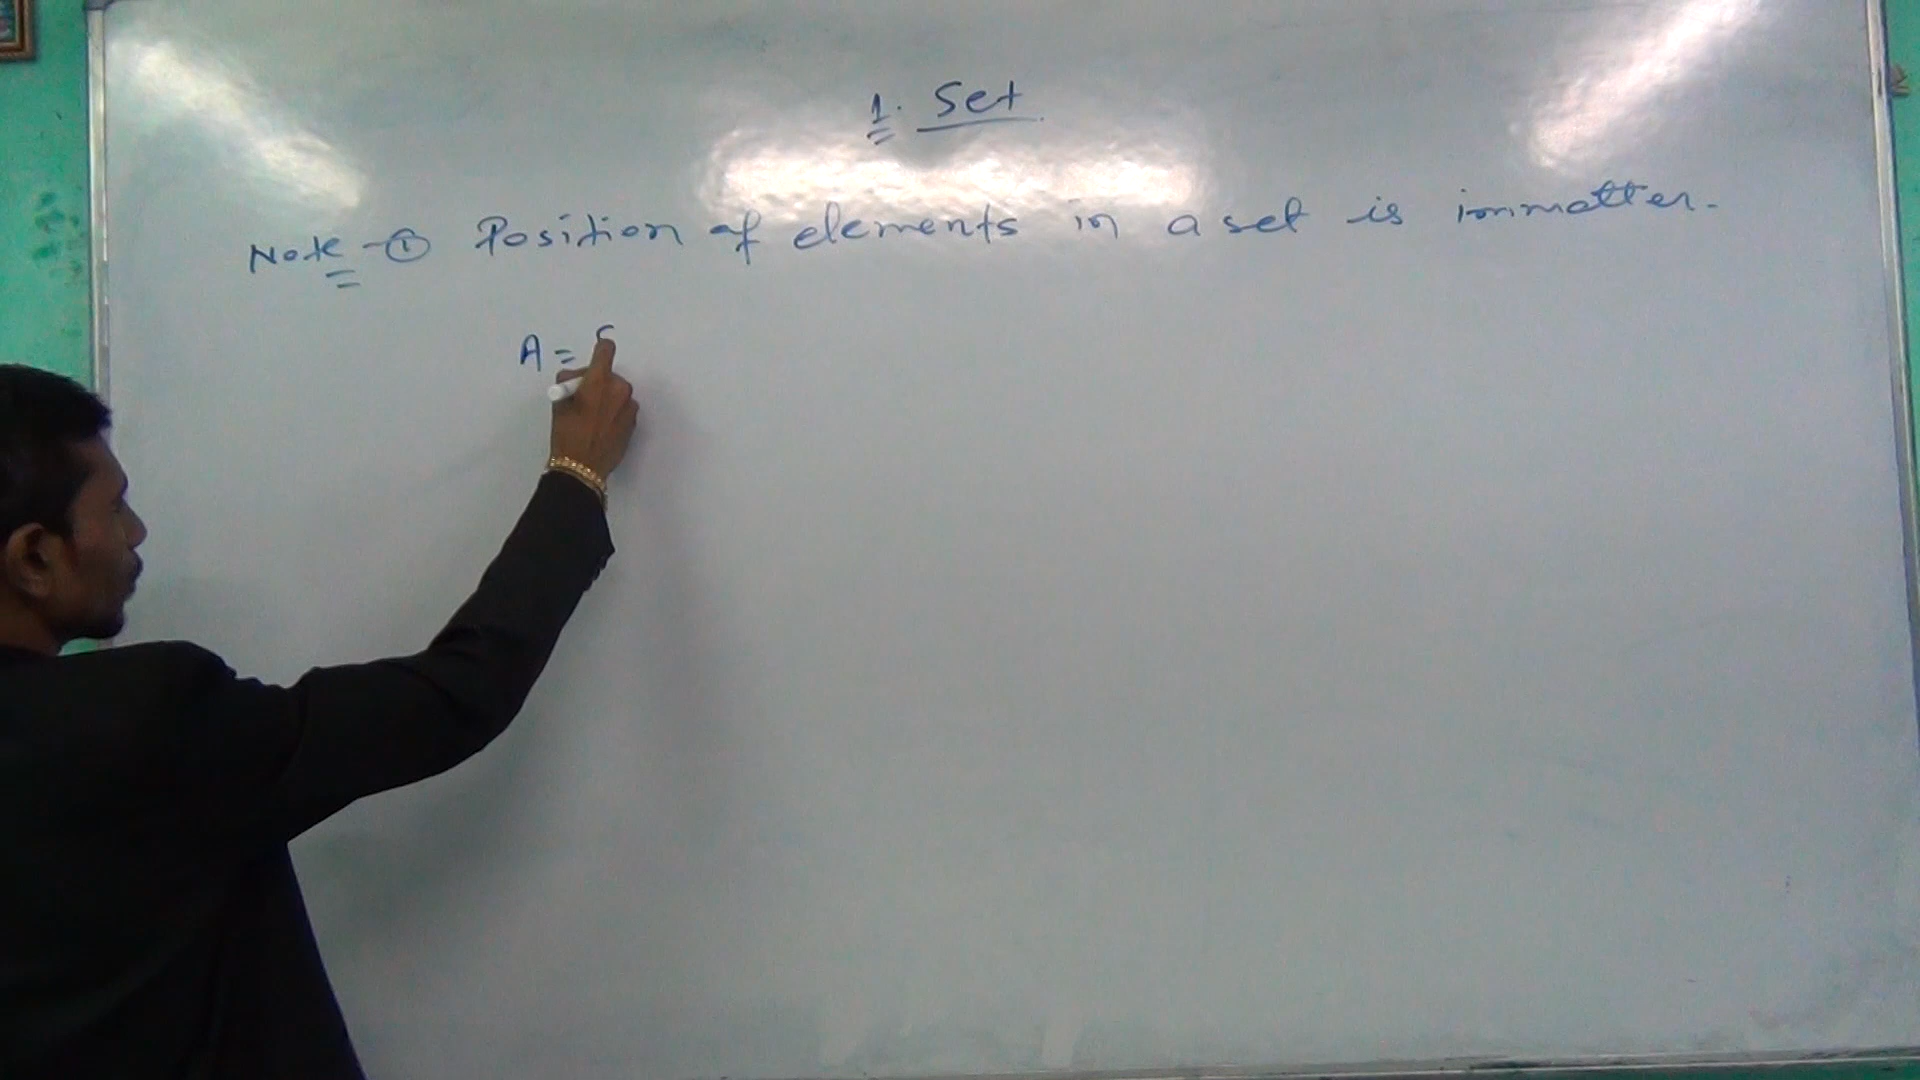 1. Set
Note - ① Position of elements in a set is immatter.
A = {